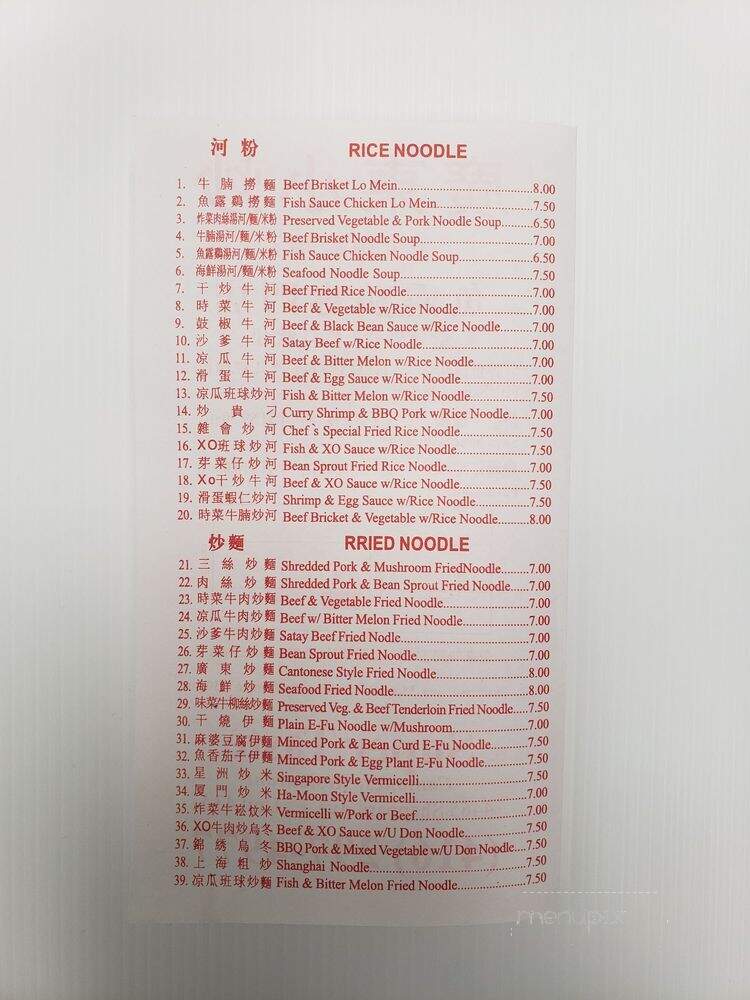 河粉 RICE NOODLE
1. 牛腩撈麵 Beef Brisket Lo Mein...8.00
2. 魚露鷄撈麵 Fish Sauce Chicken Lo Mein...7.50
3. 炸菜肉絲湯河/麵/米粉 Preserved Vegetable & Pork Noodle Soup...6.50
4. 牛腩湯河/麵/米粉 Beef Brisket Noodle Soup...7.00
5. 魚露鷄湯河/麵/米粉 Fish Sauce Chicken Noodle Soup...6.50
6. 海鮮湯河/麵/米粉 Seafood Noodle Soup...7.50
7. 干炒牛河 Beef Fried Rice Noodle...7.00
8. 時菜牛河 Beef & Vegetable w/Rice Noodle...7.00
9. 鼓椒牛河 Beef & Black Bean Sauce w/Rice Noodle...7.00
10. 沙爹牛河 Satay Beef w/Rice Noodle...7.00
11. 凉瓜牛河 Beef & Bitter Melon w/Rice Noodle...7.00
12. 滑蛋牛河 Beef & Egg Sauce w/Rice Noodle...7.00
13. 凉瓜班球炒河 Fish & Bitter Melon w/Rice Noodle...7.50
14. 炒貴刁 Curry Shrimp & BBQ Pork w/Rice Noodle...7.00
15. 雜會炒河 Chef`s Special Fried Rice Noodle...7.50
16. XO班球炒河 Fish & XO Sauce w/Rice Noodle...7.50
17. 芽菜仔炒河 Bean Sprout Fried Rice Noodle...7.00
18. Xo干炒牛河 Beef & XO Sauce w/Rice Noodle...7.50
19. 滑蛋蝦仁炒河 Shrimp & Egg Sauce w/Rice Noodle...7.50
20. 時菜牛腩炒河 Beef Bricket & Vegetable w/Rice Noodle...8.00
炒麵 RRIED NOODLE
21. 三絲炒麵 Shredded Pork & Mushroom FriedNoodle...7.00
22. 肉絲炒麵 Shredded Pork & Bean Sprout Fried Noodle...7.00
23. 時菜牛肉炒麵 Beef & Vegetable Fried Noodle...7.00
24. 凉瓜牛肉炒麵 Beef w/ Bitter Melon Fried Noodle...7.00
25. 沙爹牛肉炒麵 Satay Beef Fried Nodle...7.00
26. 芽菜仔炒麵 Bean Sprout Fried Noodle...7.00
27. 廣東炒麵 Cantonese Style Fried Noodle...8.00
28. 海鮮炒麵 Seafood Fried Noodle...8.00
29. 味菜牛柳絲炒麵 Preserved Veg. & Beef Tenderloin Fried Noodle...7.50
30. 干燒伊麵 Plain E-Fu Noodle w/Mushroom...7.00
31. 麻婆豆腐伊麵 Minced Pork & Bean Curd E-Fu Noodle...7.50
32. 魚香茄子伊麵 Minced Pork & Egg Plant E-Fu Noodle...7.50
33. 星洲炒米 Singapore Style Vermicelli...7.50
34. 厦門炒米 Ha-Moon Style Vermicelli...7.00
35. 炸菜牛崧炆米 Vermicelli w/Pork or Beef...7.00
36. XO牛肉炒烏冬 Beef & XO Sauce w/U Don Noodle...7.50
37. 錦綉烏冬 BBQ Pork & Mixed Vegetable w/U Don Noodle...7.50
38. 上海粗炒 Shanghai Noodle...7.50
39. 凉瓜班球炒麵 Fish & Bitter Melon Fried Noodle...7.50
menupix